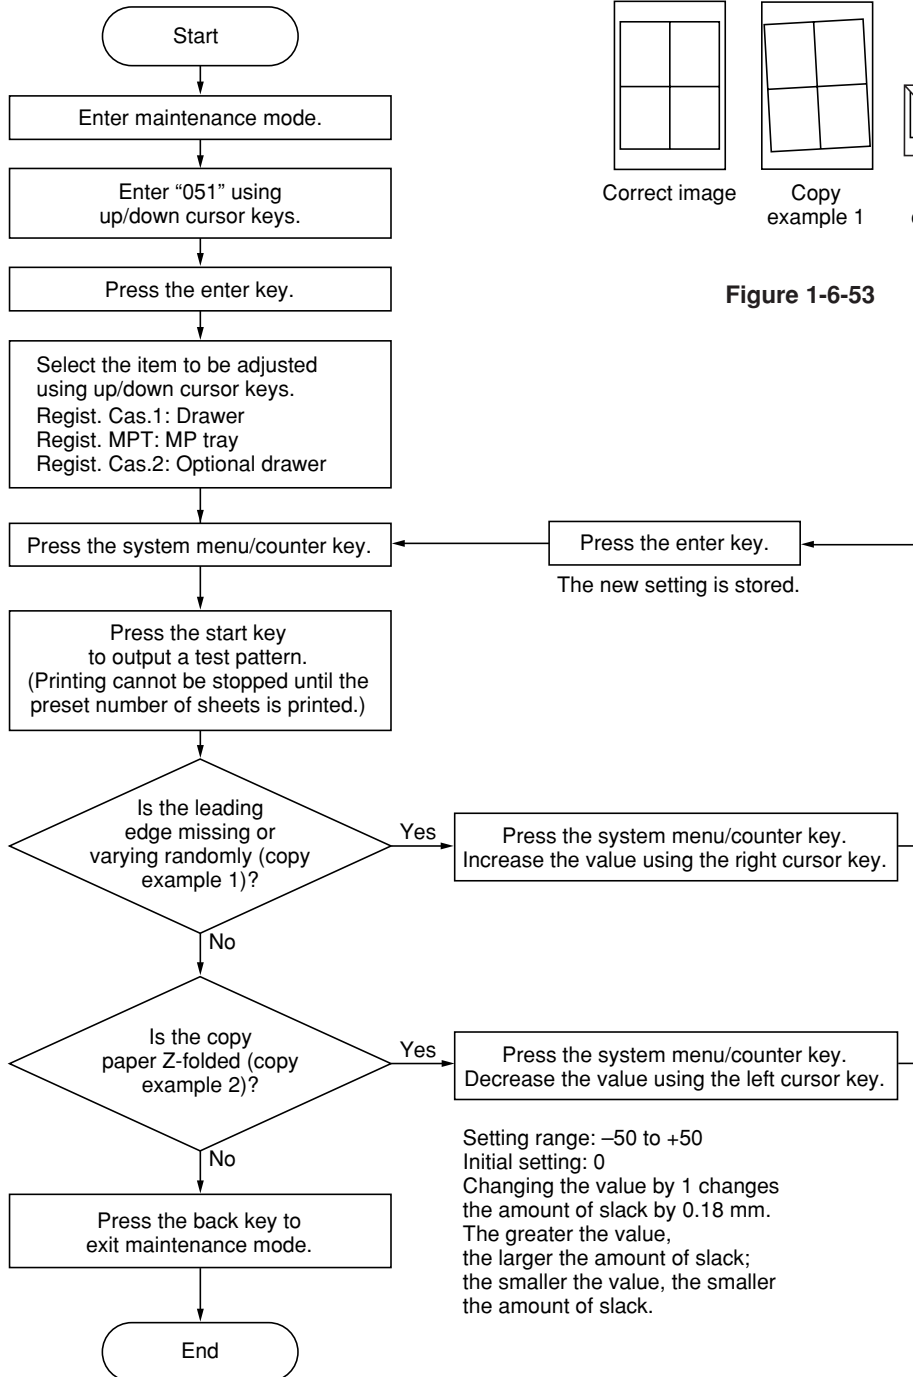 Start
Enter maintenance mode.
Enter “051” using
up/down cursor keys.
Press the enter key.
Select the item to be adjusted
using up/down cursor keys.
Regist. Cas.1: Drawer
Regist. MPT: MP tray
Regist. Cas.2: Optional drawer
Press the system menu/counter key.
Press the start key
to output a test pattern.
(Printing cannot be stopped until the
preset number of sheets is printed.)
Is the leading
edge missing or
varying randomly (copy
example 1)?
Yes
No
Is the copy
paper Z-folded (copy
example 2)?
Yes
No
Press the back key to
exit maintenance mode.
End
Correct image
Copy
example 1
Figure 1-6-53
Press the enter key.
The new setting is stored.
Press the system menu/counter key.
Increase the value using the right cursor key.
Press the system menu/counter key.
Decrease the value using the left cursor key.
Setting range: –50 to +50
Initial setting: 0
Changing the value by 1 changes
the amount of slack by 0.18 mm.
The greater the value,
the larger the amount of slack;
the smaller the value, the smaller
the amount of slack.